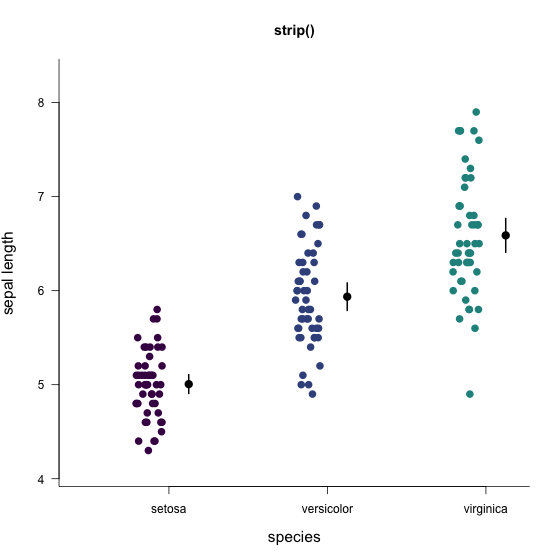 strip()
sepal length
8
7
6
5
4
setosa versicolor virginica
species